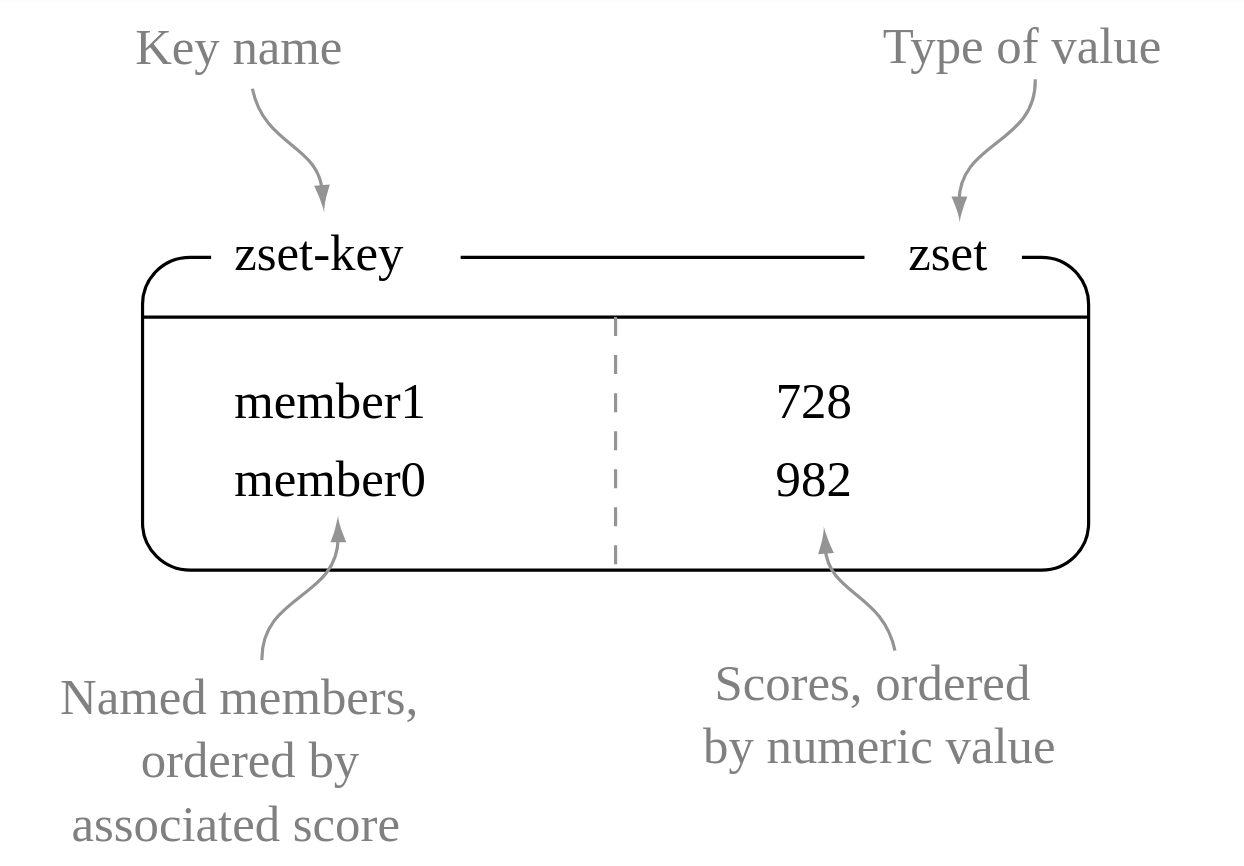 Key name
Type of value
zset-key
zset
member1
728
member0
982
Named members,
ordered by
associated score
Scores, ordered
by numeric value